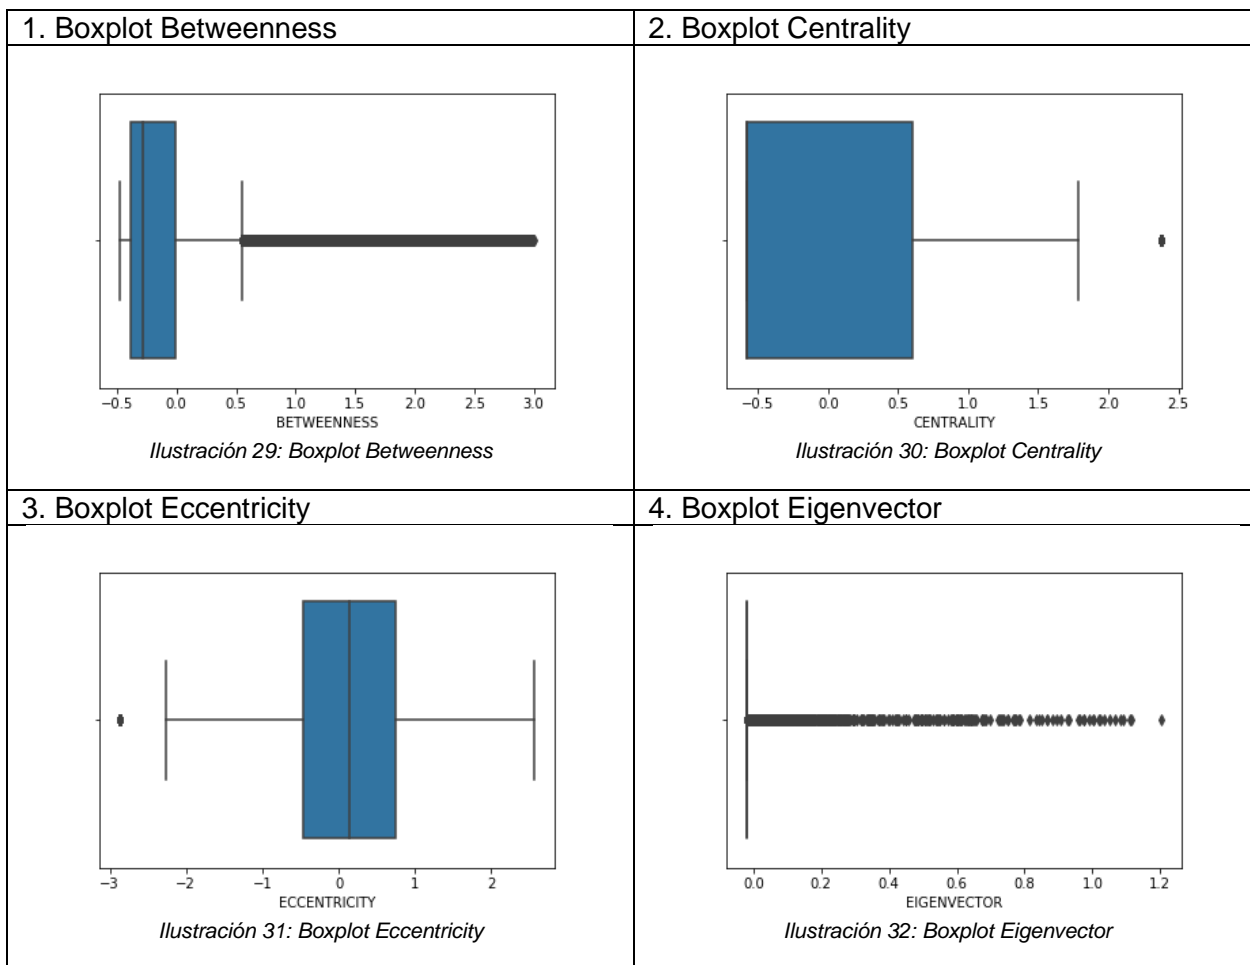 1. Boxplot Betweenness
2. Boxplot Centrality
−0.5 0.0 0.5 1.0 1.5 2.0 2.5 3.0
BETWEENNESS
Ilustración 29: Boxplot Betweenness
−0.5 0.0 0.5 1.0 1.5 2.0 2.5
CENTRALITY
Ilustración 30: Boxplot Centrality
3. Boxplot Eccentricity
4. Boxplot Eigenvector
−3 −2 −1 0 1 2
ECCENTRICITY
Ilustración 31: Boxplot Eccentricity
0.0 0.2 0.4 0.6 0.8 1.0 1.2
EIGENVECTOR
Ilustración 32: Boxplot Eigenvector